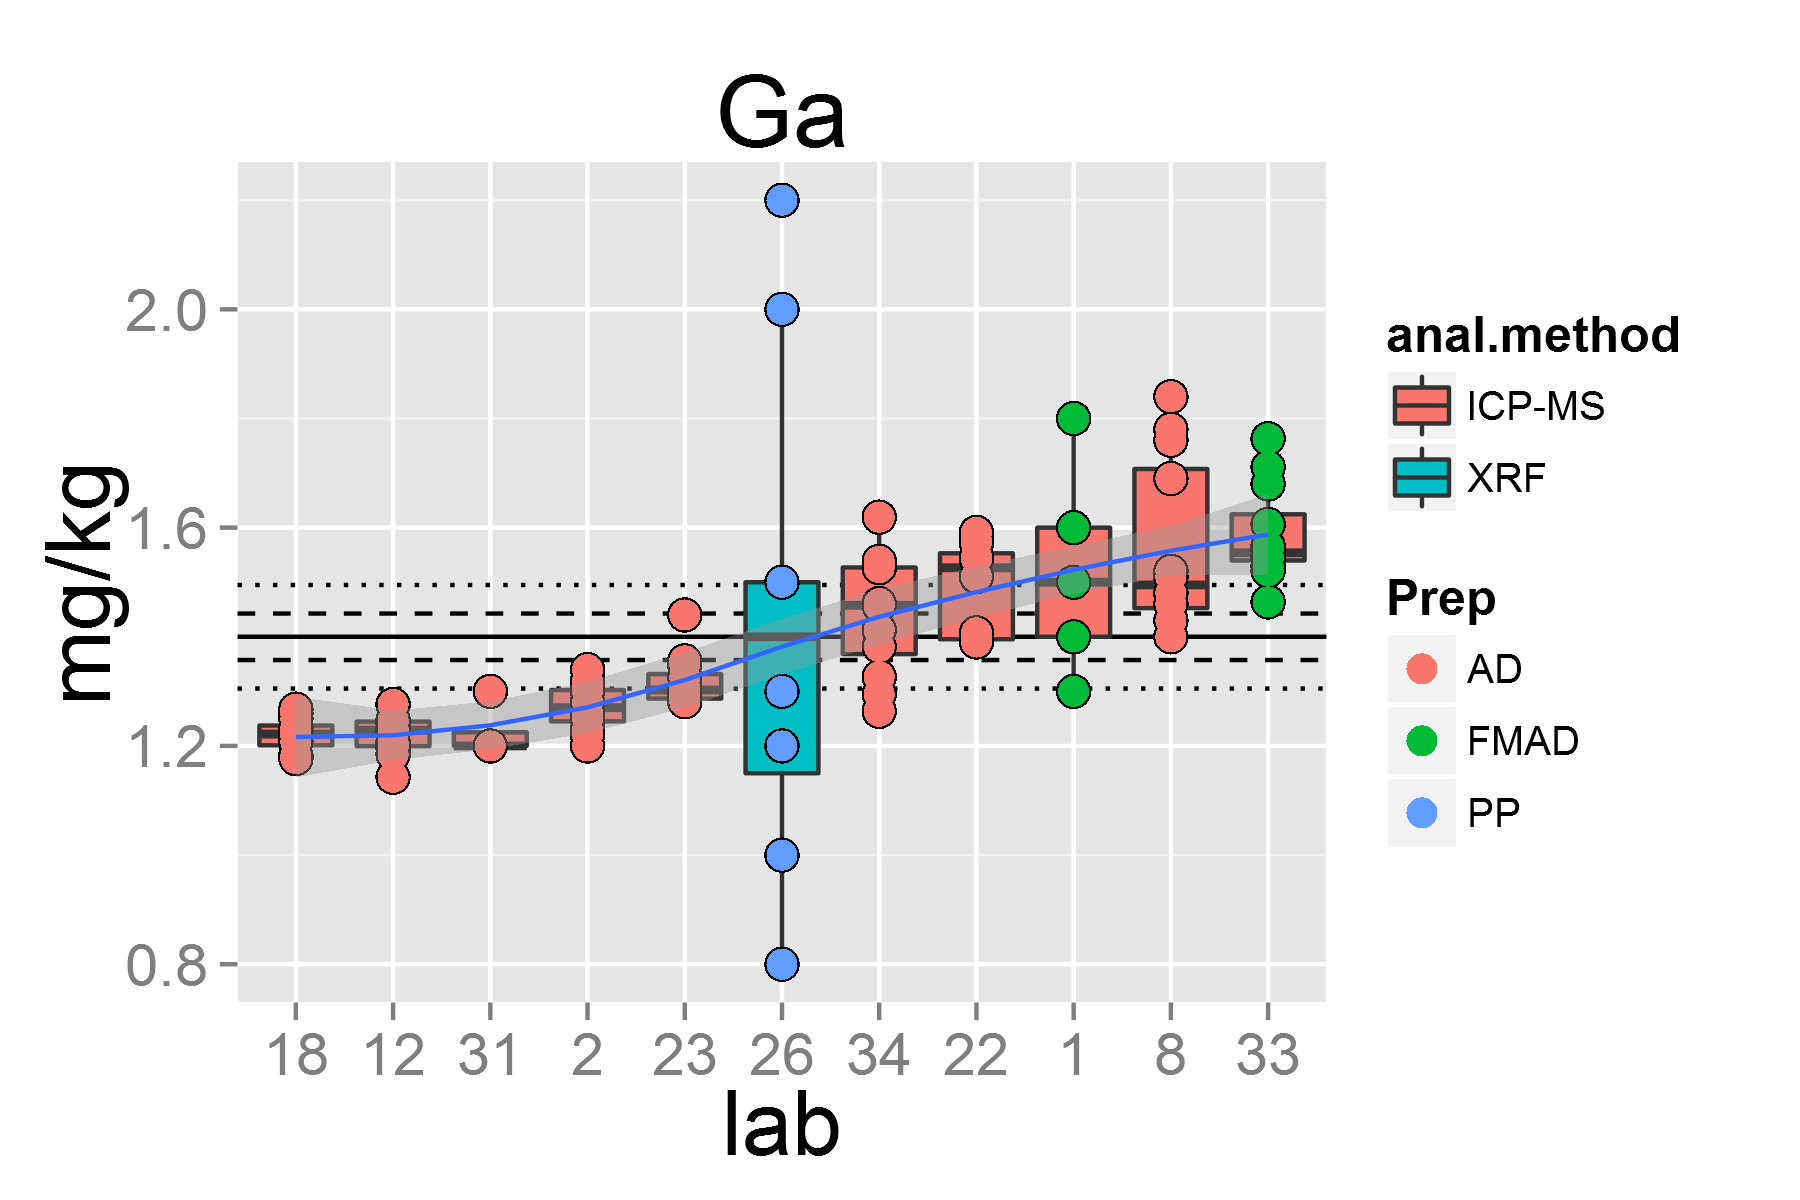 Ga
mg/kg
2.0
1.6
1.2
0.8
18 12 31 2 23 26 34 22 1 8 33
lab
anal.method
ICP-MS
XRF
Prep
AD
FMAD
PP